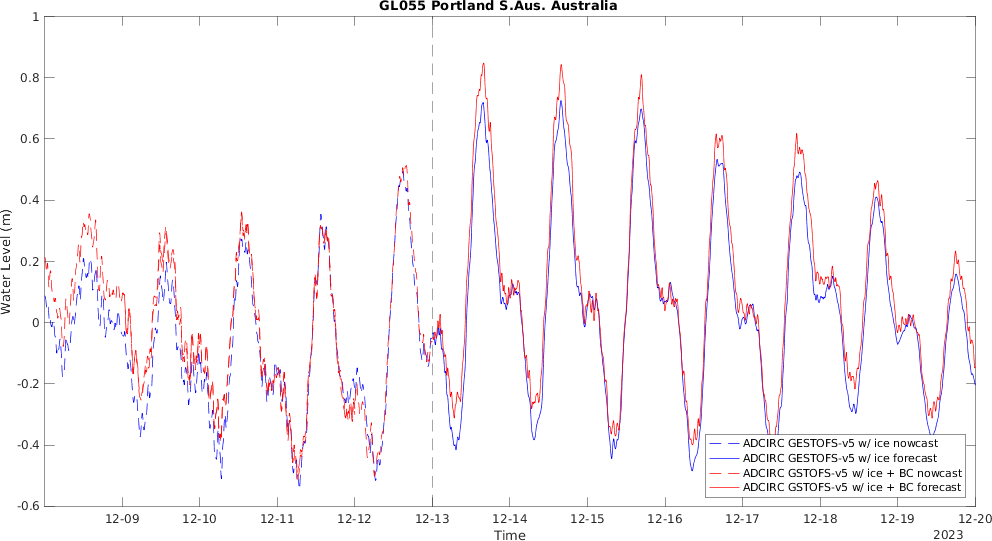 GL055 Portland S.Aus. Australia
1
0.8
0.6
0.4
0.2
0
-0.2
-0.4
-0.6
Water Level (m)
ADCIRC GESTOFS-v5 w/ ice nowcast
ADCIRC GESTOFS-v5 w/ ice forecast
ADCIRC GSTOFS-v5 w/ ice + BC nowcast
ADCIRC GSTOFS-v5 w/ ice + BC forecast
12-09 12-10 12-11 12-12 12-13 12-14 12-15 12-16 12-17 12-18 12-19 12-20
Time
2023